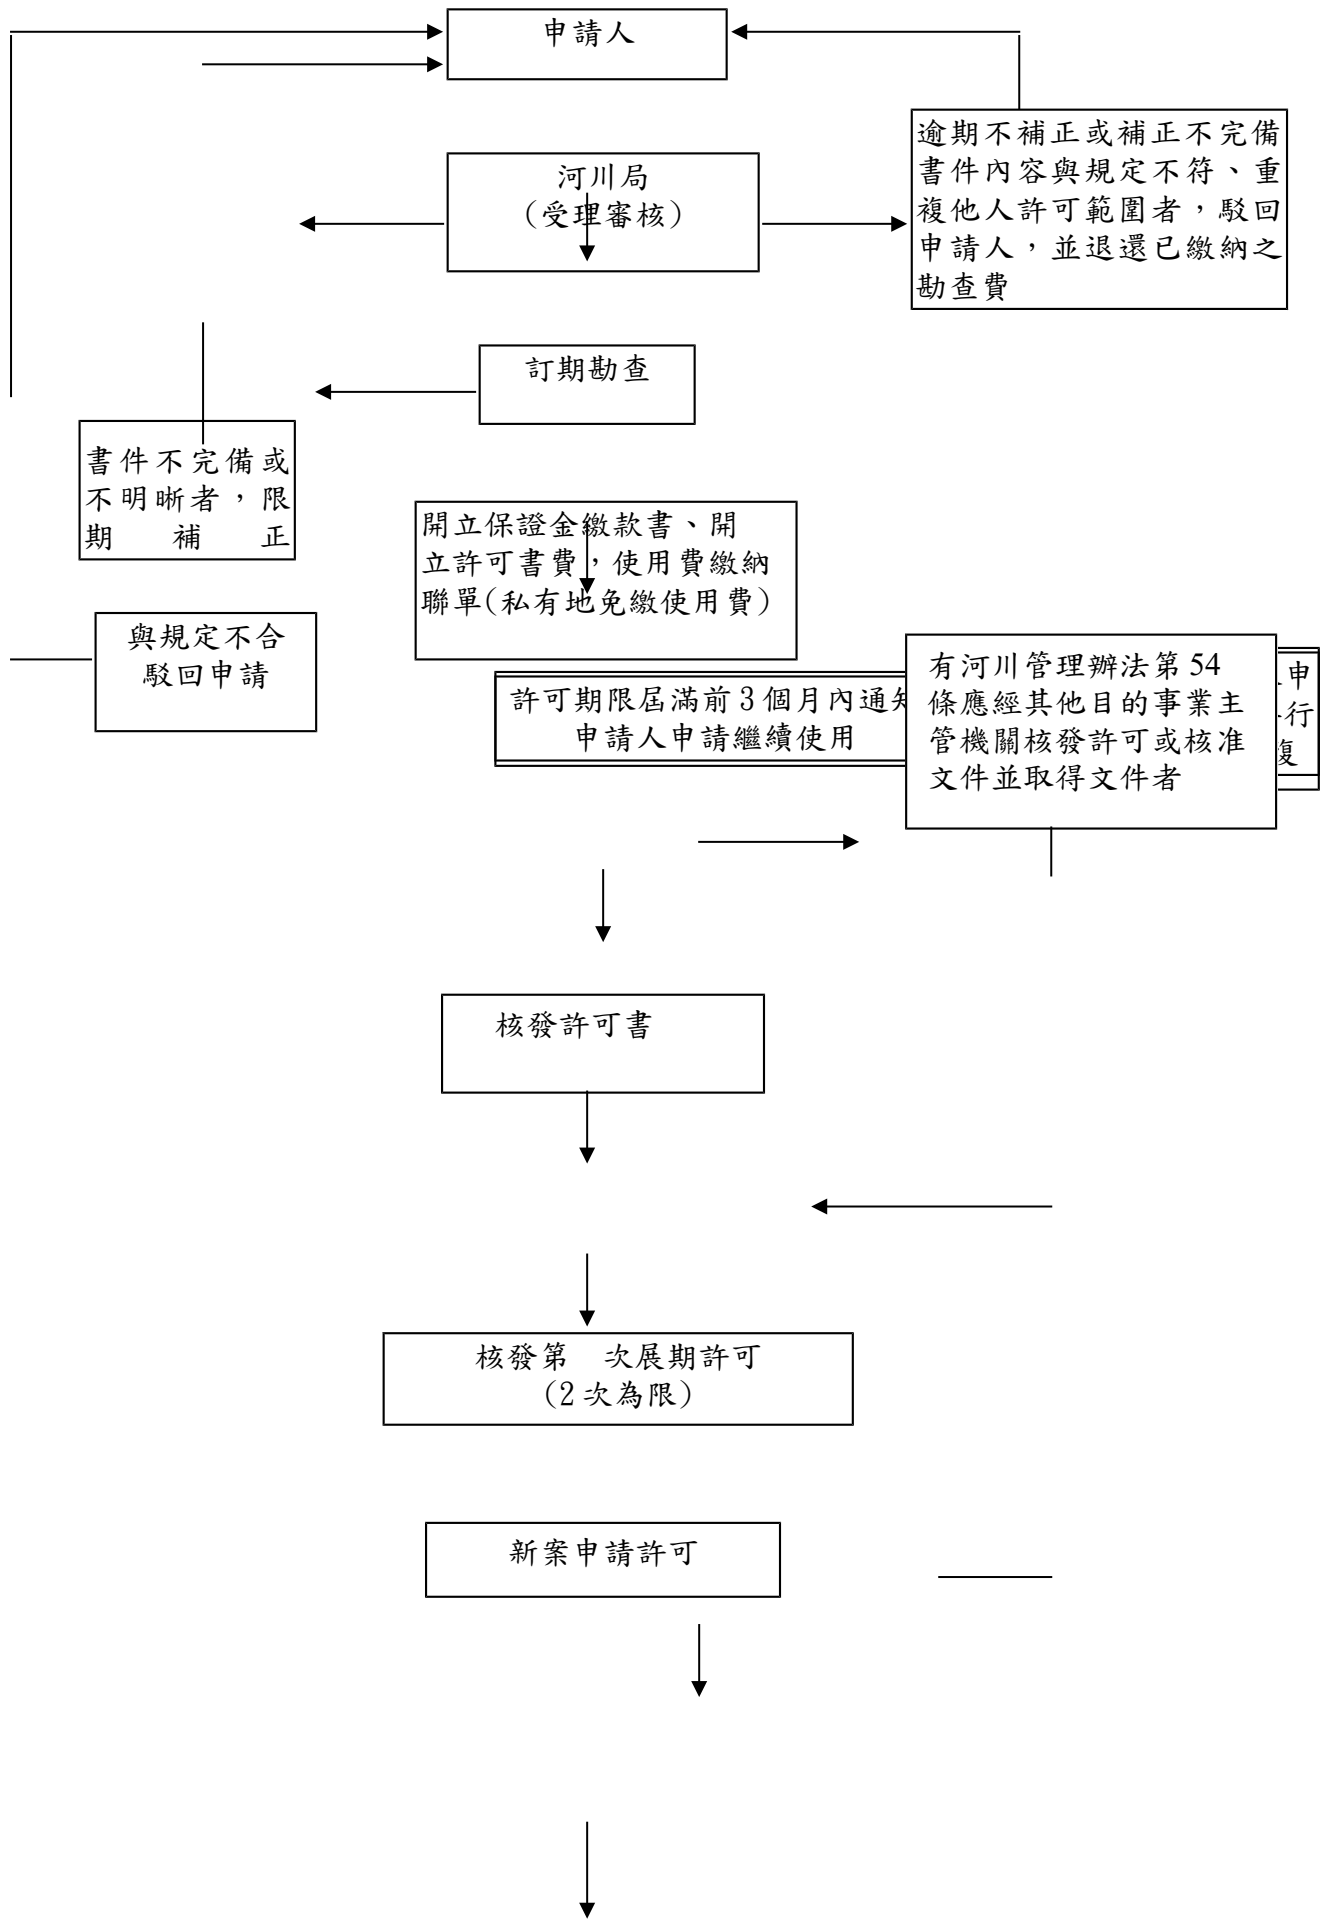 申請人
逾期不補正或補正不完備
書件內容與規定不符、重
複他人許可範圍者，駁回
申請人，並退還已繳納之
勘查費
河川局
（受理審核）
訂期勘查
書件不完備或
不明晰者，限
期補正
開立保證金繳款書、開
立許可書費，使用費繳納
聯單(私有地免繳使用費)
與規定不合
駁回申請
許可期限屆滿前3個月內通知
申請人申請繼續使用
有河川管理辦法第54
條應經其他目的事業主
管機關核發許可或核准
文件並取得文件者
申
行
復
核發許可書
核發第　次展期許可
(2次為限)
新案申請許可